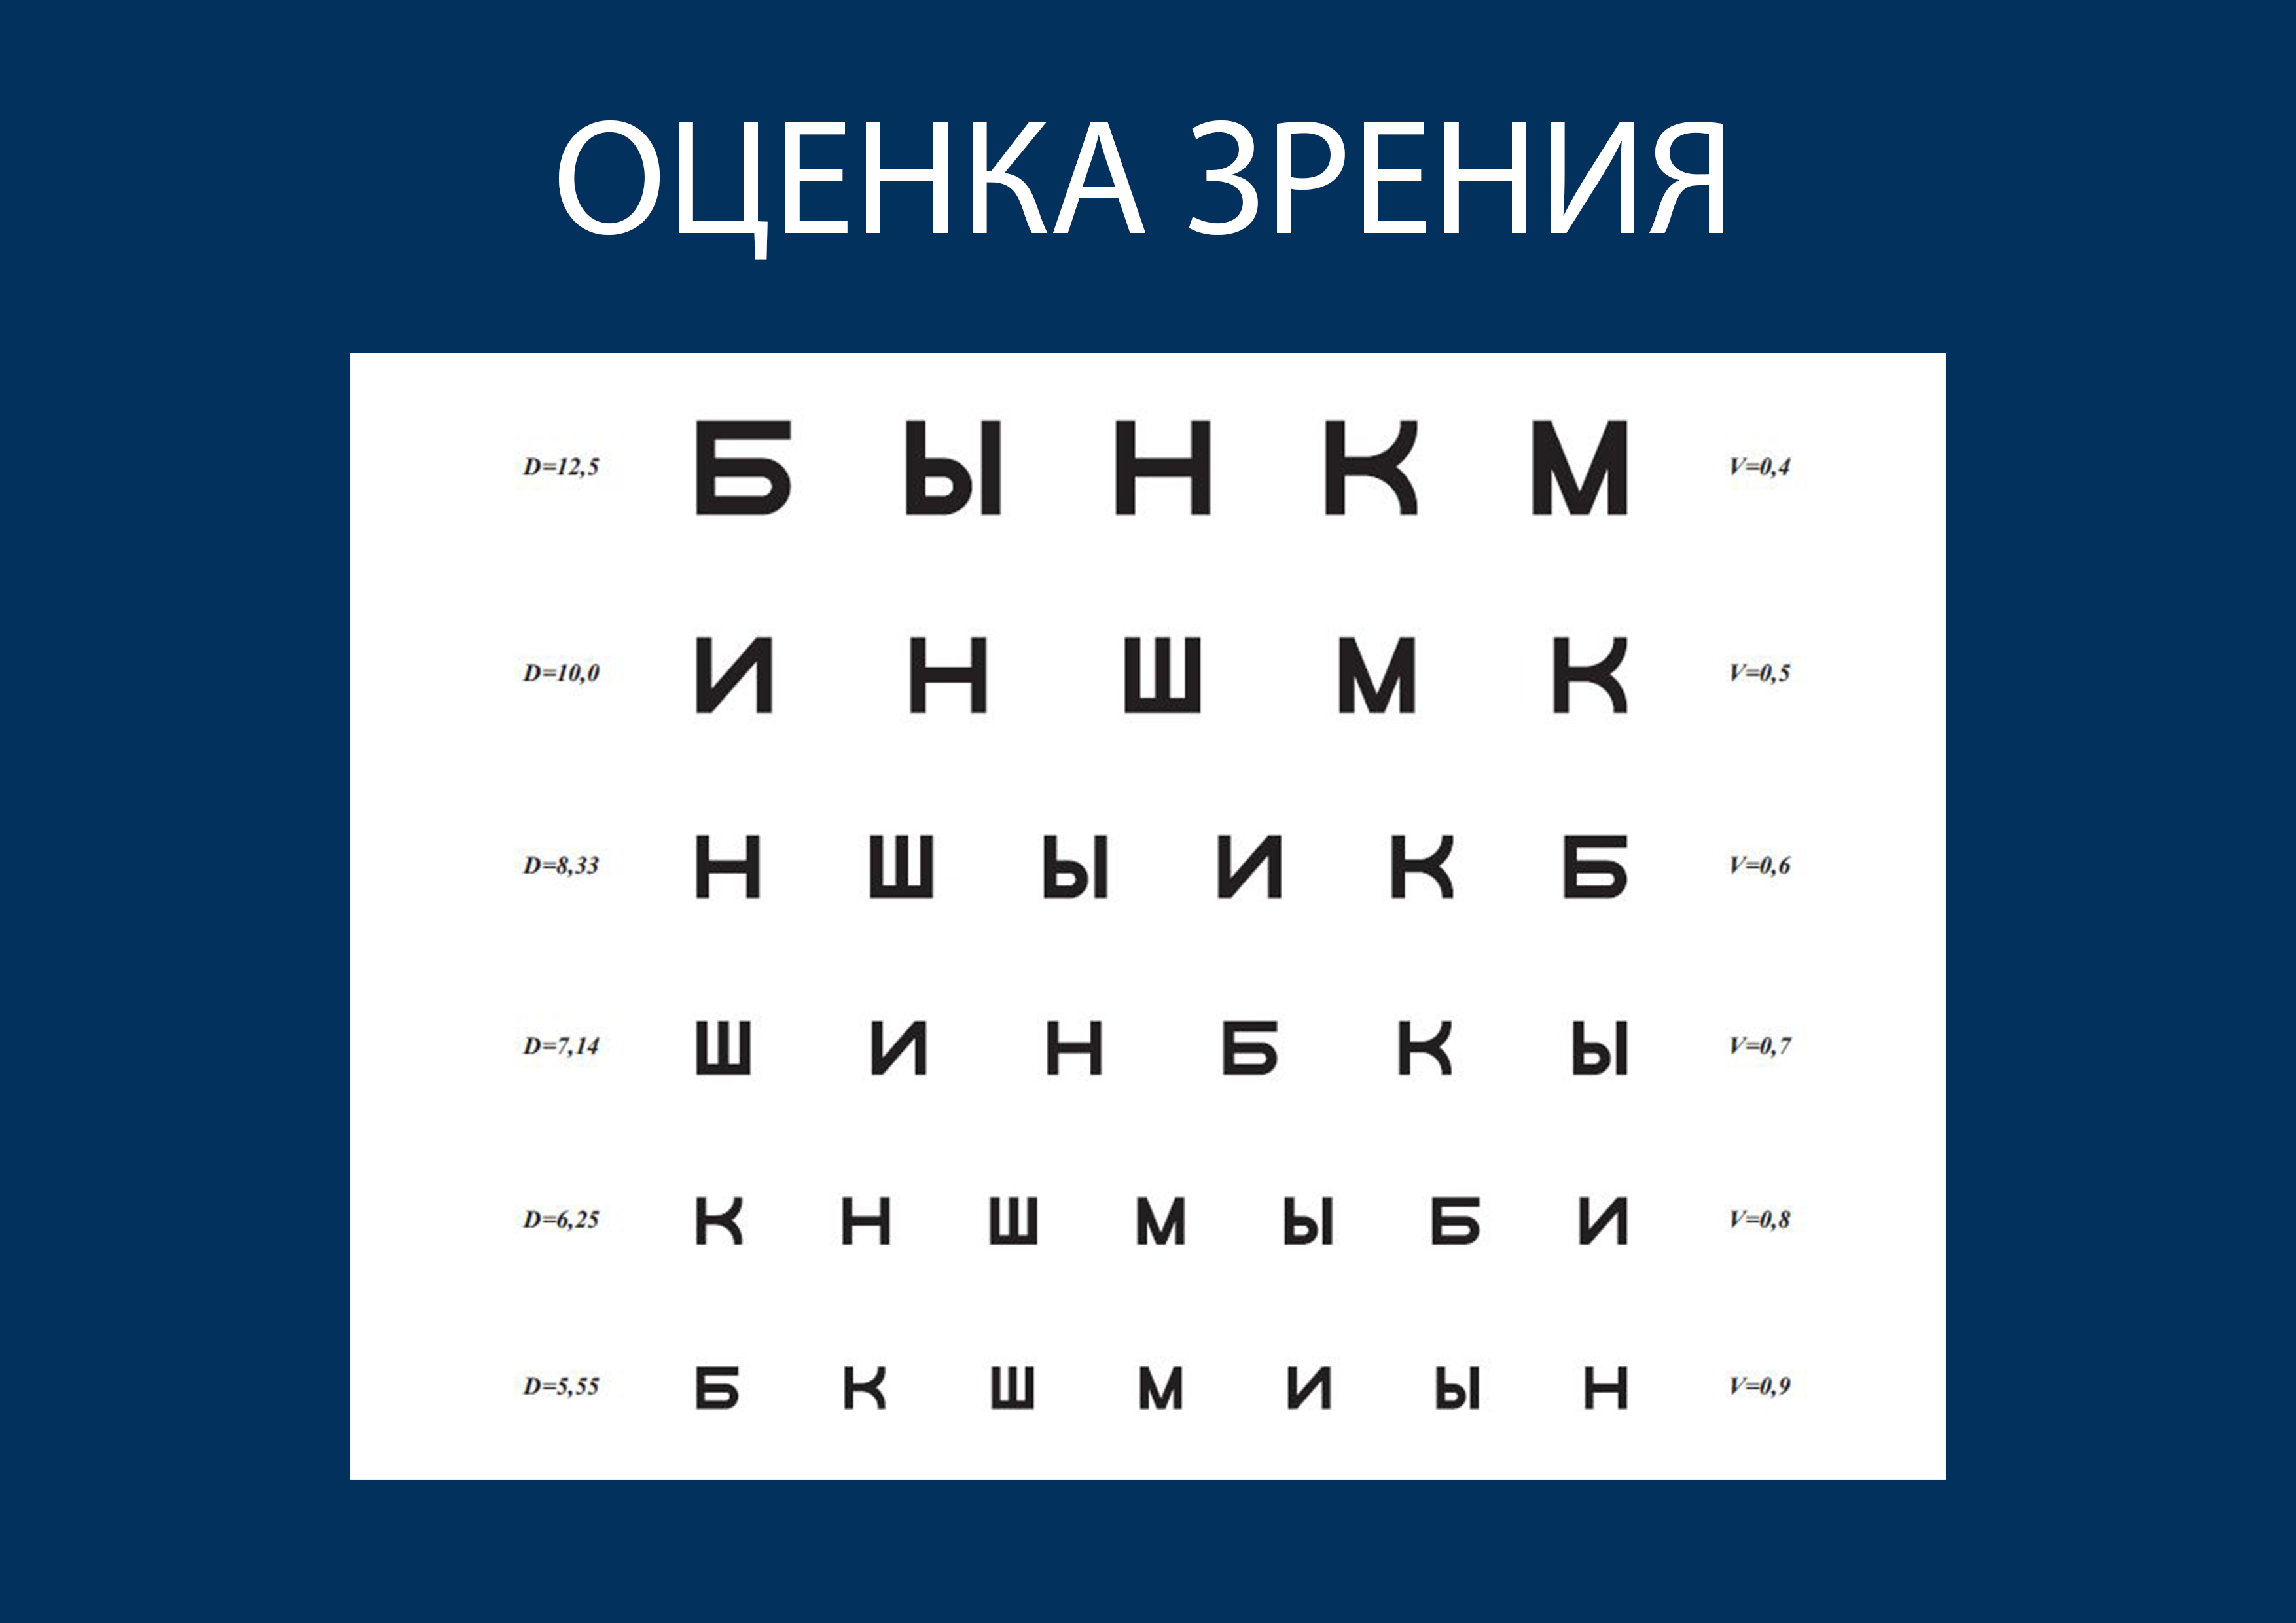 ОЦЕНКА ЗРЕНИЯ
D=12,5 Б Ы Н К М V=0,4
D=10,0 И Н Ш М К V=0,5
D=8,33 Н Ш Ы И К Б V=0,6
D=7,14 Ш И Н Б К Ы V=0,7
D=6,25 К Н Ш М Ы Б И V=0,8
D=5,55 Б К Ш М И Ы Н V=0,9